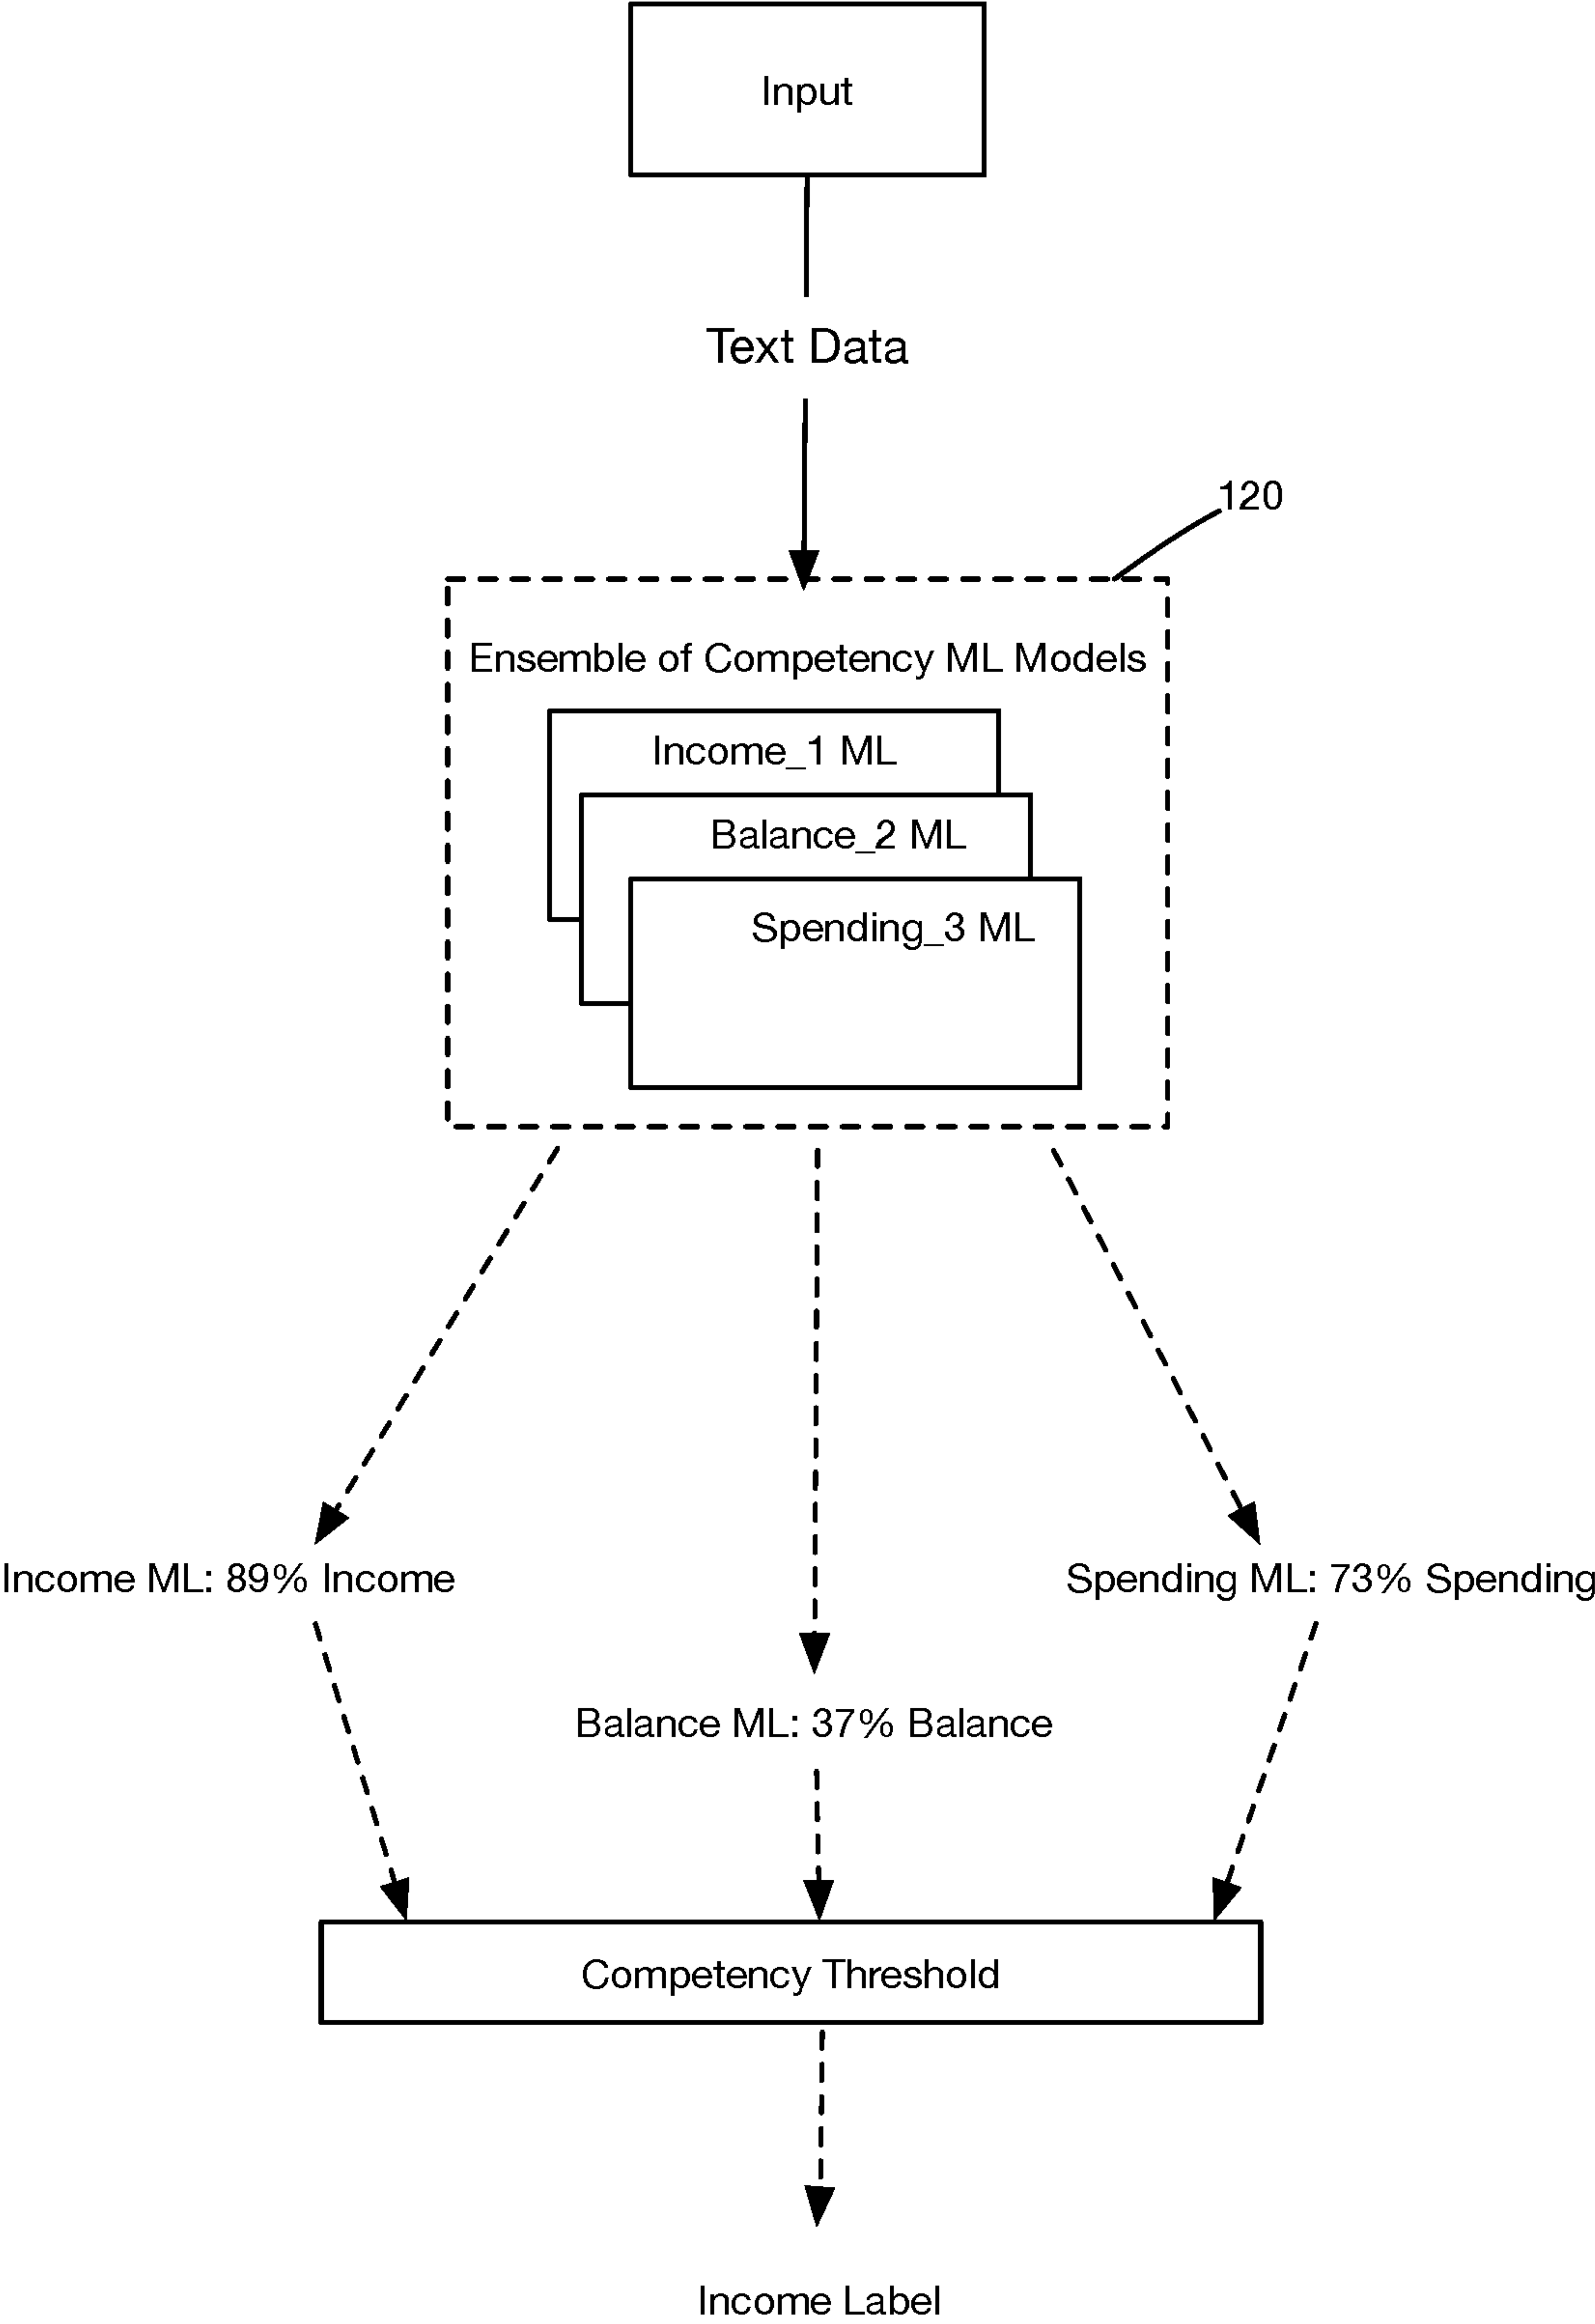 Input
Text Data
120
Ensemble of Competency ML Models
Income_1 ML
Balance_2 ML
Spending_3 ML
Income ML: 89% Income
Spending ML: 73% Spending
Balance ML: 37% Balance
Competency Threshold
Income Label